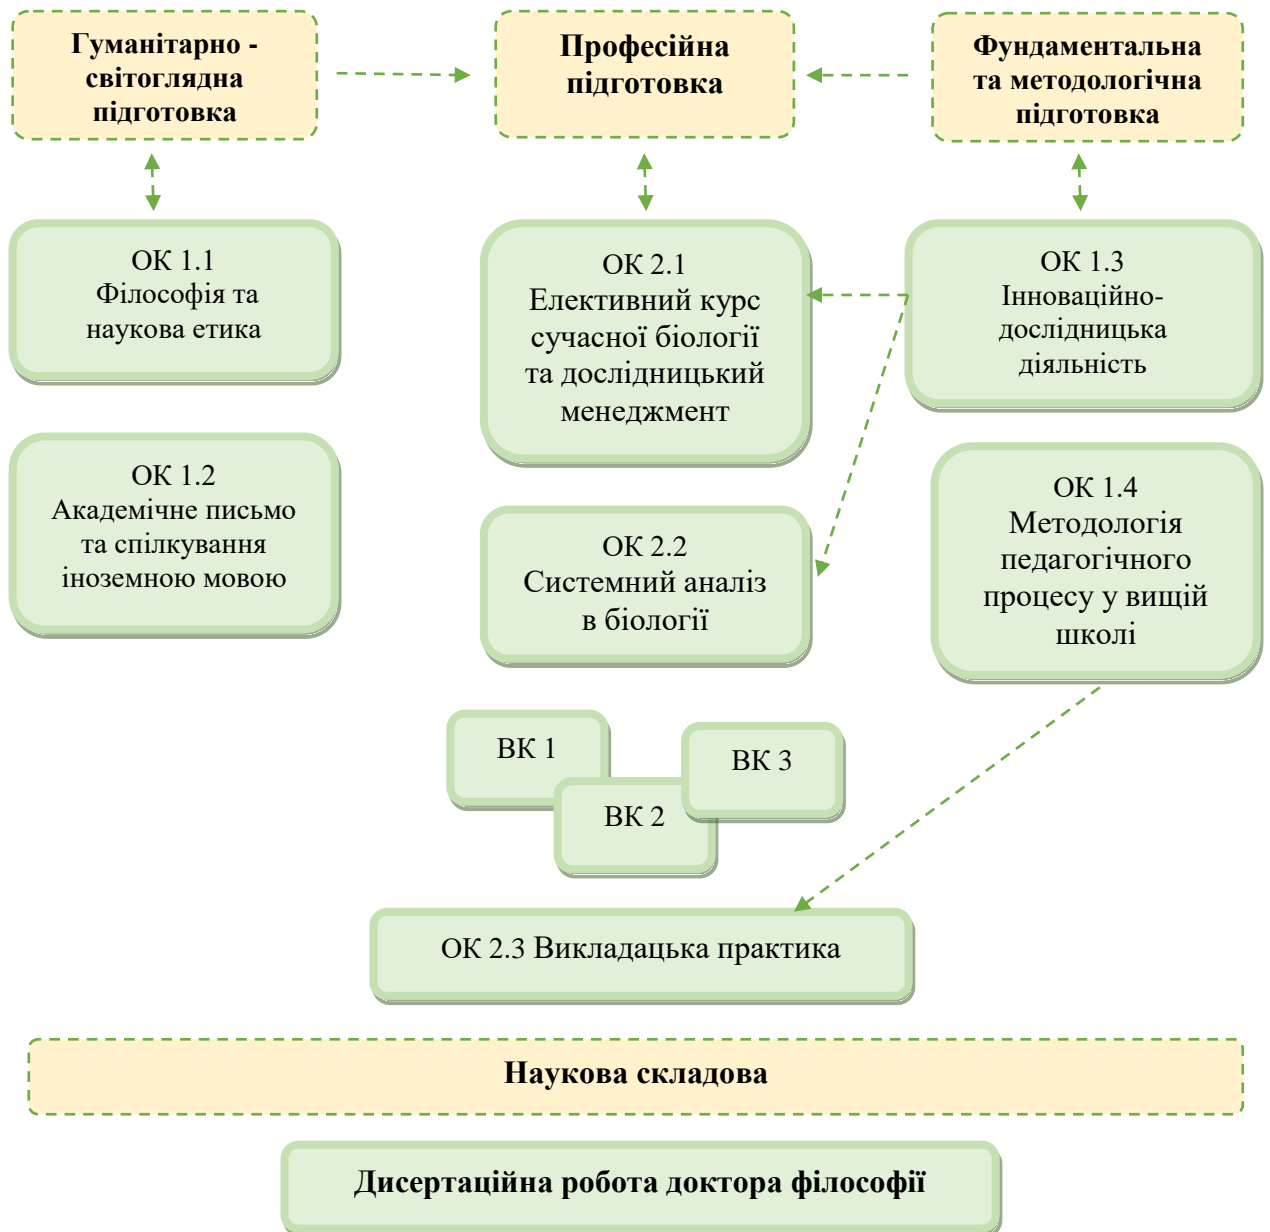 Гуманітарно -
світоглядна
підготовка
Професійна
підготовка
Фундаментальна
та методологічна
підготовка
ОК 1.1
Філософія та
наукова етика
ОК 2.1
Елективний курс
сучасної біології
та дослідницький
менеджмент
ОК 1.3
Інноваційно-
дослідницька
діяльність
ОК 1.2
Академічне письмо
та спілкування
іноземною мовою
ОК 2.2
Системний аналіз
в біології
ОК 1.4
Методологія
педагогічного
процесу у вищій
школі
ВК 1
ВК 2
ВК 3
ОК 2.3 Викладацька практика
Наукова складова
Дисертаційна робота доктора філософії